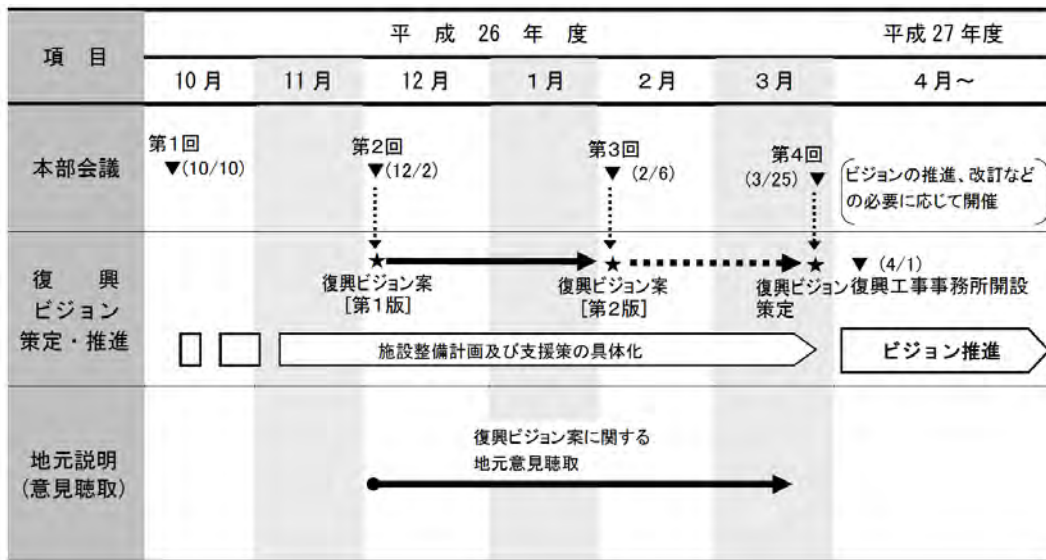 項 目
平 成 26 年 度
平成 27 年度
10 月
11 月
12 月
1 月
2 月
3 月
4 月~
本部会議
第1回
▼(10/10)
第2回
▼(12/2)
第3回
▼ (2/6)
第4回
(3/25) ▼
ビジョンの推進、改訂など
の必要に応じて開催
復 興
ビジョン
策定・推進
★
復興ビジョン案
[第1版]
★
復興ビジョン案
[第2版]
★
復興ビジョン
策定
▼ (4/1)
復興工事事務所開設
施設整備計画及び支援策の具体化
ビジョン推進
地元説明
(意見聴取)
復興ビジョン案に関する
地元意見聴取